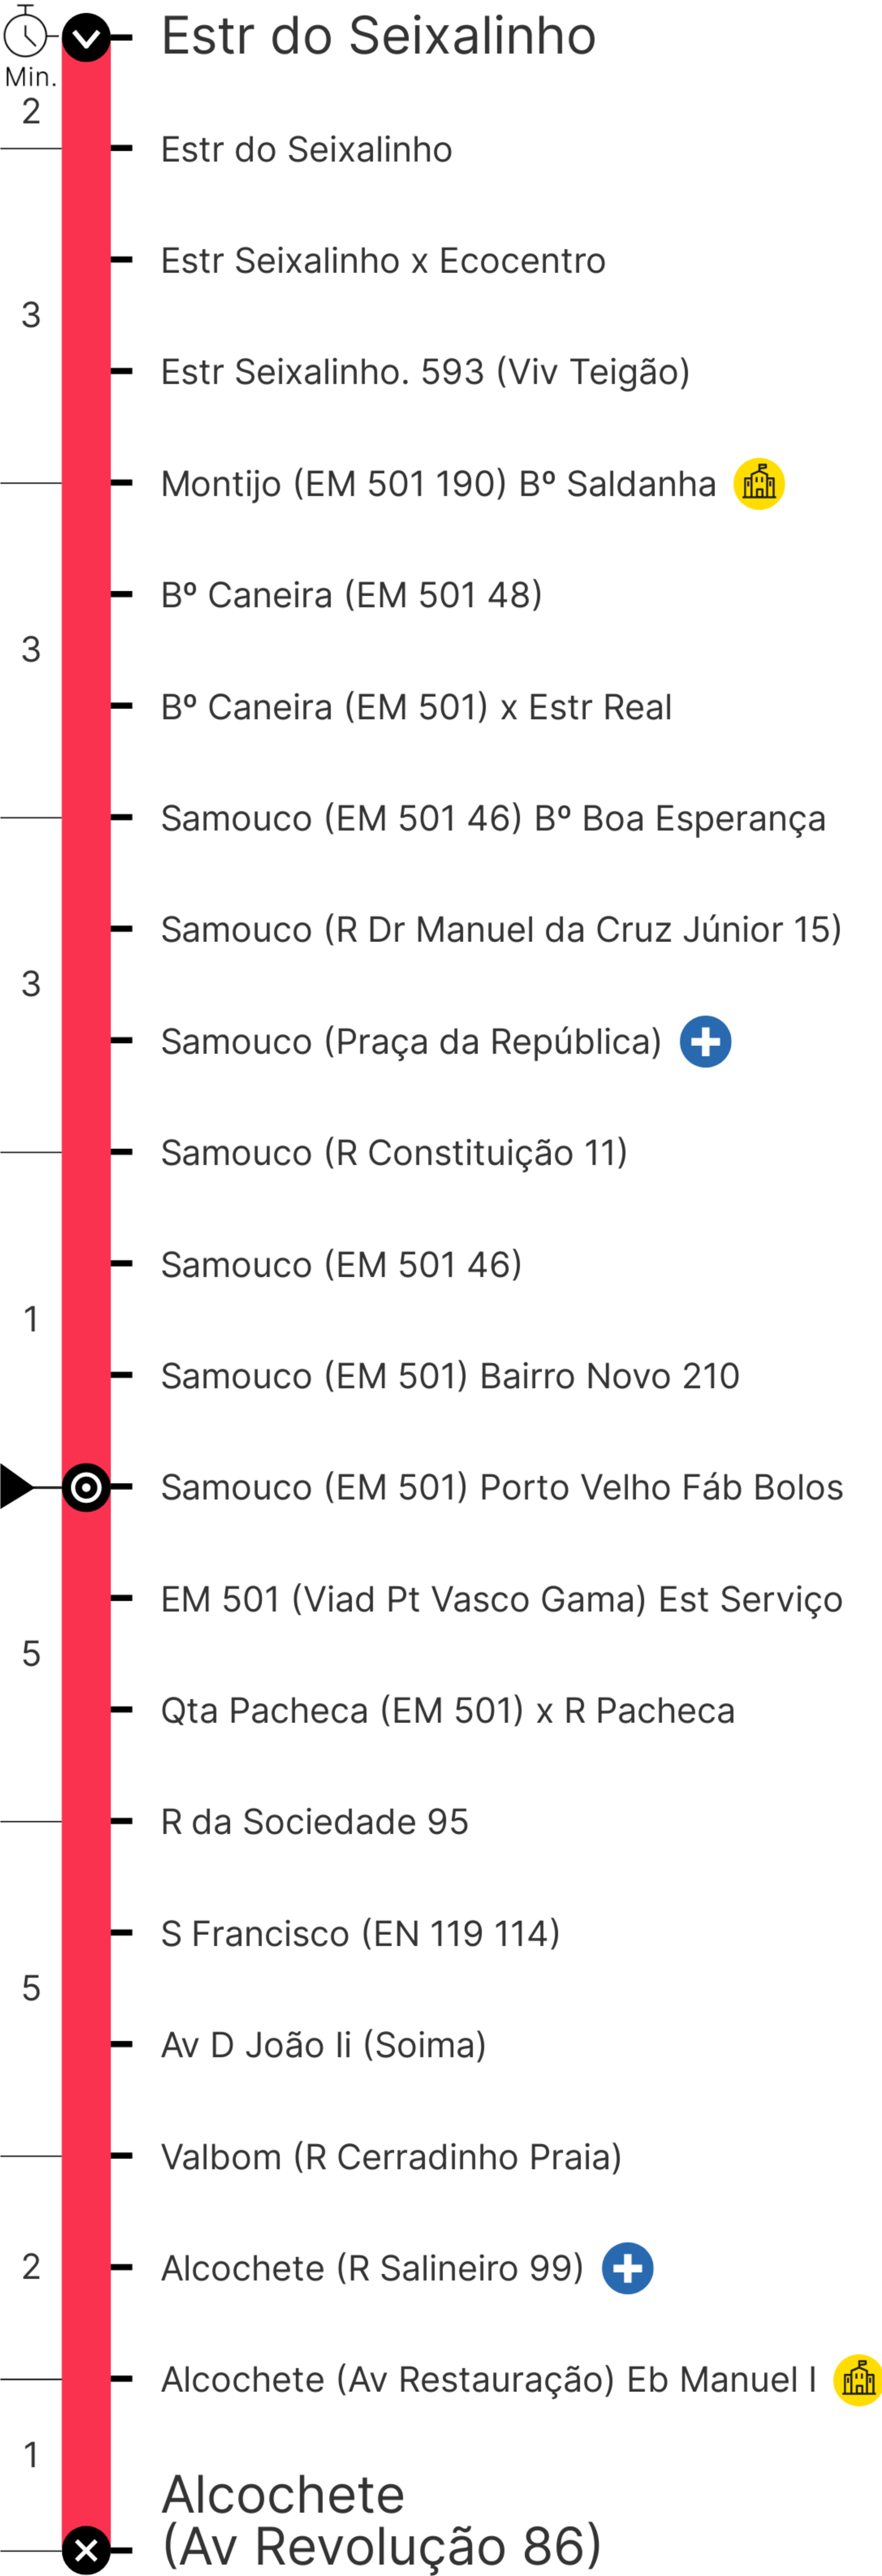 Estr do Seixalinho
Min.
2
Estr do Seixalinho
Estr Seixalinho x Ecocentro
3
Estr Seixalinho. 593 (Viv Teigão)
Montijo (EM 501 190) Bº Saldanha
Bº Caneira (EM 501 48)
3
Bº Caneira (EM 501) x Estr Real
Samouco (EM 501 46) Bº Boa Esperança
Samouco (R Dr Manuel da Cruz Júnior 15)
3
Samouco (Praça da República)
Samouco (R Constituição 11)
Samouco (EM 501 46)
1
Samouco (EM 501) Bairro Novo 210
Samouco (EM 501) Porto Velho Fáb Bolos
EM 501 (Viad Pt Vasco Gama) Est Serviço
5
Qta Pacheca (EM 501) x R Pacheca
R da Sociedade 95
S Francisco (EN 119 114)
5
Av D João Ii (Soima)
Valbom (R Cerradinho Praia)
2
Alcochete (R Salineiro 99)
Alcochete (Av Restauração) Eb Manuel I
1
Alcochete
(Av Revolução 86)